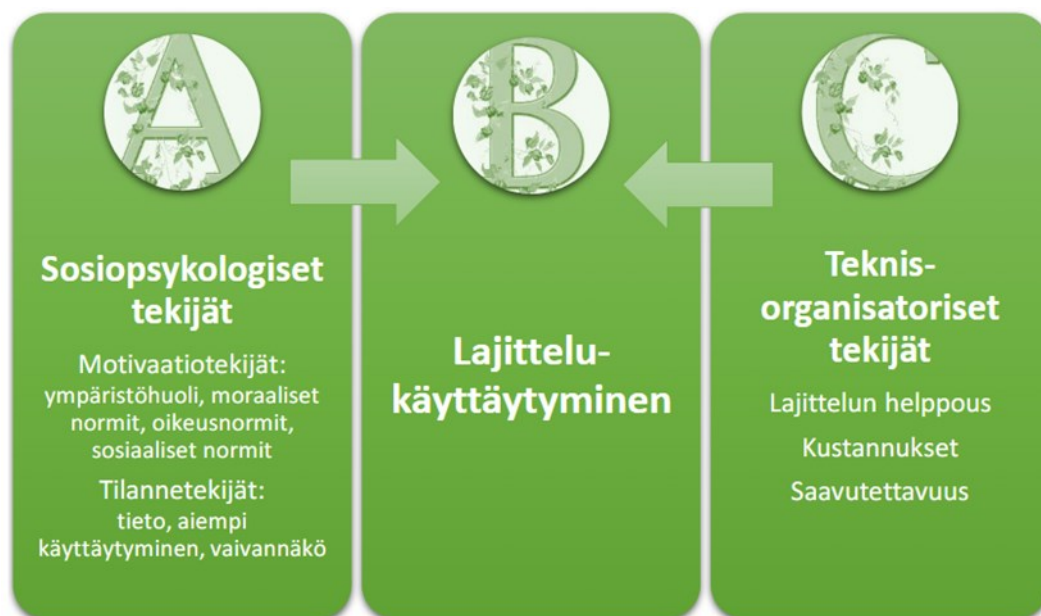 A
Sosiopsykologiset
tekijät
Motivaatiotekijät:
ympäristöhuoli, moraaliset
normit, oikeusnormit,
sosiaaliset normit
Tilannetekijät:
tieto, aiempi
käyttäytyminen, vaivannäkö
B
Lajittelu-
käyttäytyminen
C
Teknis-
organisatoriset
tekijät
Lajittelun helppous
Kustannukset
Saavutettavuus